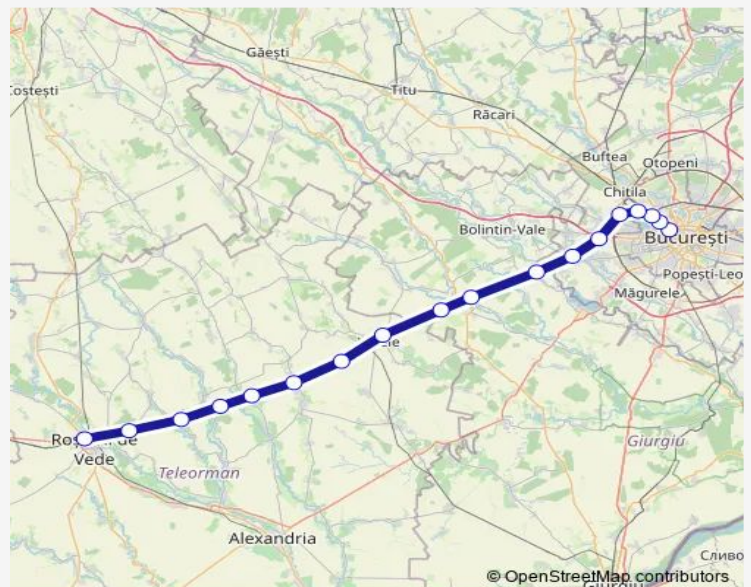 Găești
Costești
Titu
Răcari
Buftea
Otopeni
Chitila
Bolintin-Vale
București
Popești-Leo
Măgurele
Vede
Teleorman
Giurgiu
Alexandria
Сливо
© OpenStreetMap contributors